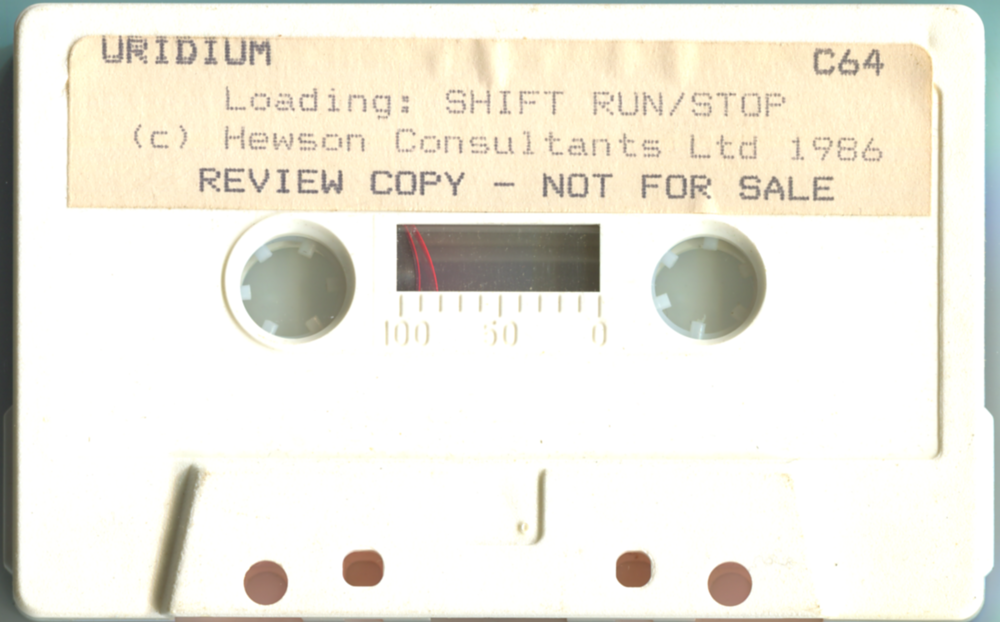 URIDIUM C64
Loading: SHIFT RUN/STOP
(c) Hewson Consultants Ltd 1986
REVIEW COPY - NOT FOR SALE
100 50 0